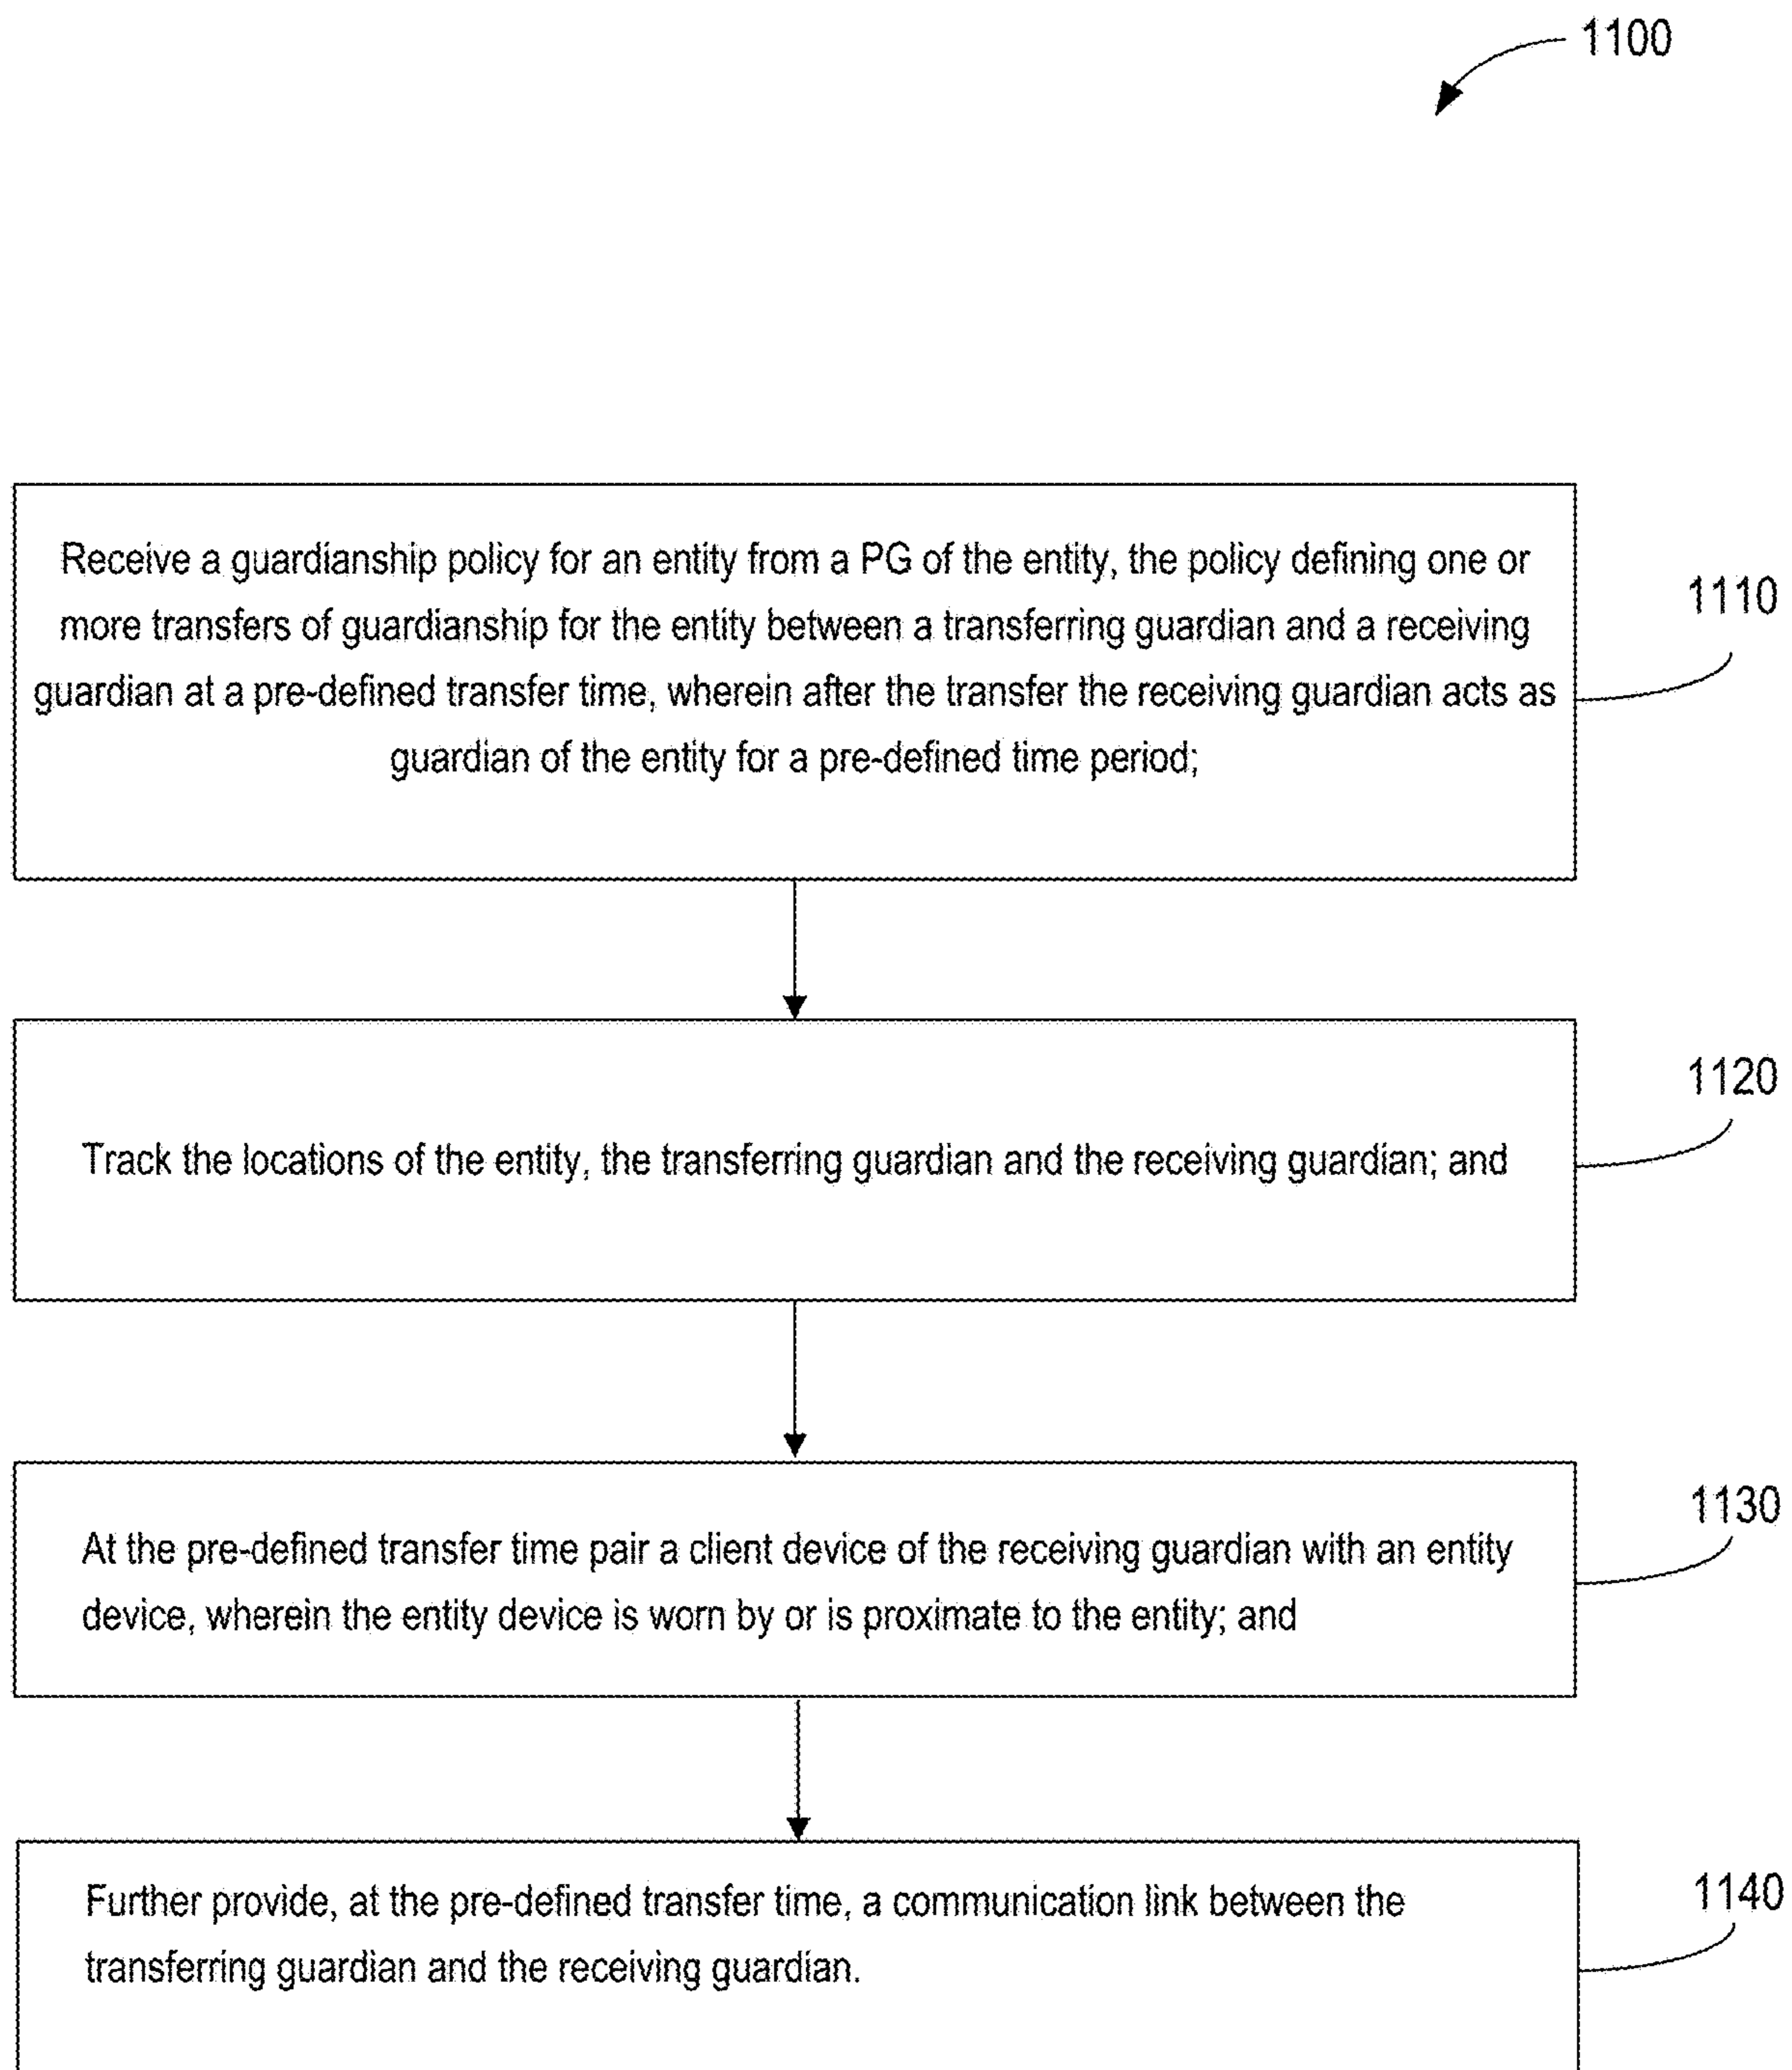 1100
Receive a guardianship policy for an entity from a PG of the entity, the policy defining one or
more transfers of guardianship for the entity between a transferring guardian and a receiving
guardian at a pre-defined transfer time, wherein after the transfer the receiving guardian acts as
guardian of the entity for a pre-defined time period;
1110
Track the locations of the entity, the transferring guardian and the receiving guardian; and
1120
At the pre-defined transfer time pair a client device of the receiving guardian with an entity
device, wherein the entity device is worn by or is proximate to the entity; and
1130
Further provide, at the pre-defined transfer time, a communication link between the
transferring guardian and the receiving guardian.
1140